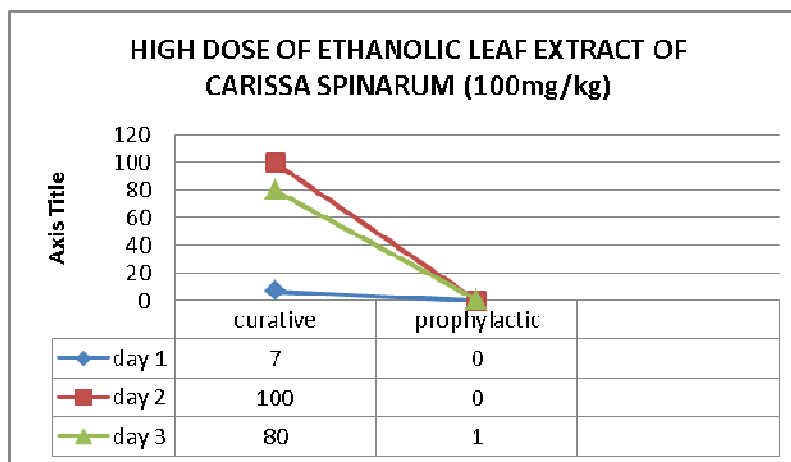 HIGH DOSE OF ETHANOLIC LEAF EXTRACT OF
CARISSA SPINARUM (100mg/kg)
Axis Title
120
100
80
60
40
20
0
curative prophylactic
day 1 7 0
day 2 100 0
day 3 80 1